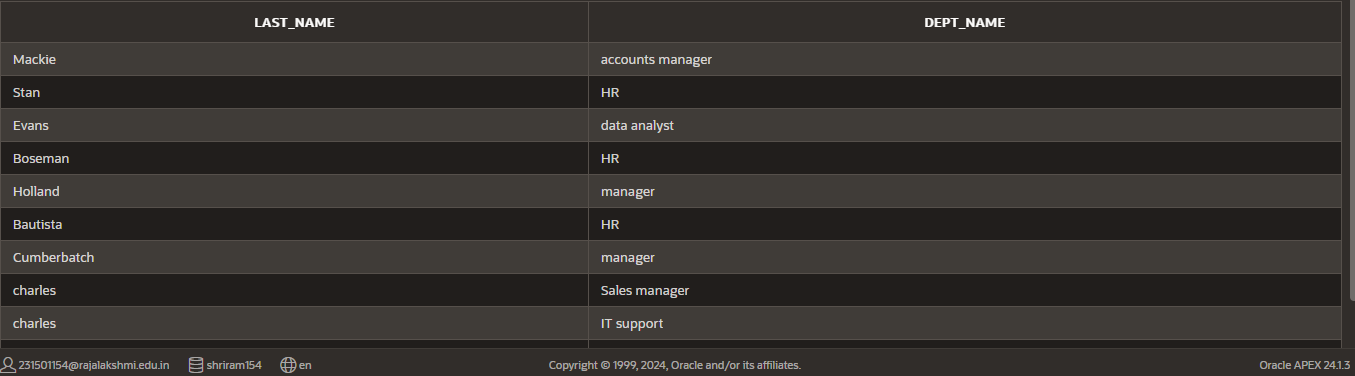 LAST_NAME DEPT_NAME
Mackie accounts manager
Stan HR
Evans data analyst
Boseman HR
Holland manager
Bautista HR
Cumberbatch manager
charles Sales manager
charles IT support
231501154@rajalakshmi.edu.in shriram154 en Copyright © 1999, 2024, Oracle and/or its affiliates. Oracle APEX 24.1.3